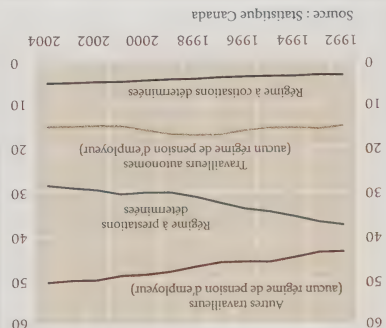 60 60
Autres travailleurs
(aucun régime de pension d'employeur)
50 50
40 40
Régime à prestations
déterminées
30 30
Travailleurs autonomes
(aucun régime de pension d'employeur)
20 20
10 10
Régime à cotisations déterminées
0 0
1992 1994 1996 1998 2000 2002 2004
Source : Statistique Canada